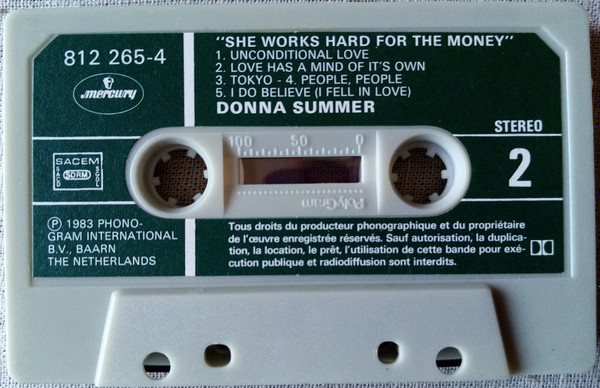 812 265-4
mercury
"SHE WORKS HARD FOR THE MONEY"
1. UNCONDITIONAL LOVE
2. LOVE HAS A MIND OF IT'S OWN
3. TOKYO - 4. PEOPLE, PEOPLE
5. I DO BELIEVE (I FELL IN LOVE)
DONNA SUMMER
STEREO
2
100 50 0
PolyGram
SACEM
SACD SDRM SGDL
Ⓟ 1983 PHONO-
GRAM INTERNATIONAL
B.V., BAARN
THE NETHERLANDS
Tous droits du producteur phonographique et du propriétaire
de l'œuvre enregistrée réservés. Sauf autorisation, la duplica-
tion, la location, le prêt, l'utilisation de cette bande pour exé-
cution publique et radiodiffusion sont interdits.